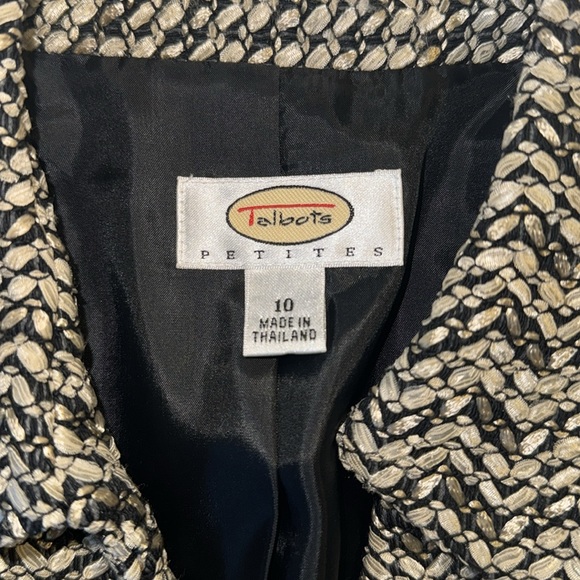 Talbots
PETITES
10
MADE IN
THAILAND